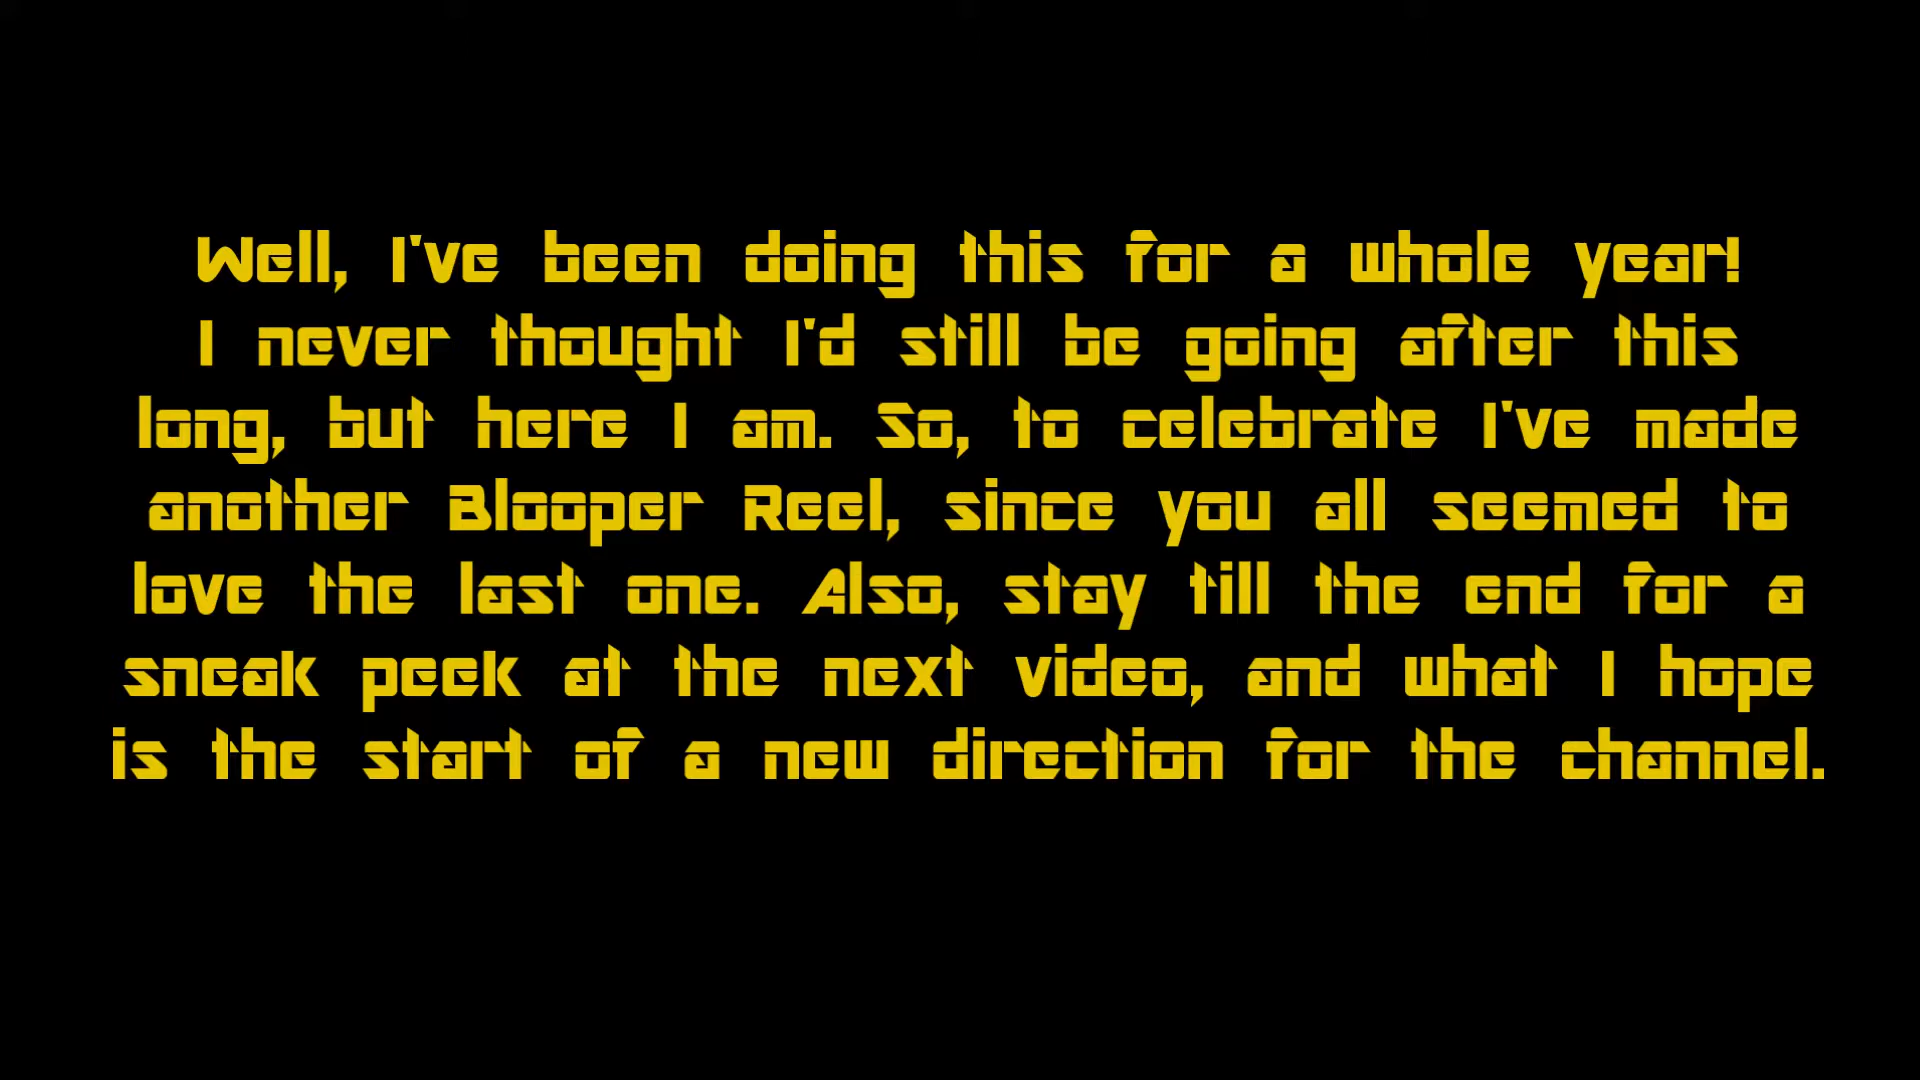 Well, I've been doing this for a whole year!
I never thought I'd still be going after this
long, but here I am. So, to celebrate I've made
another Blooper Reel, since you all seemed to
love the last one. Also, stay till the end for a
sneak peek at the next video, and what I hope
is the start of a new direction for the channel.